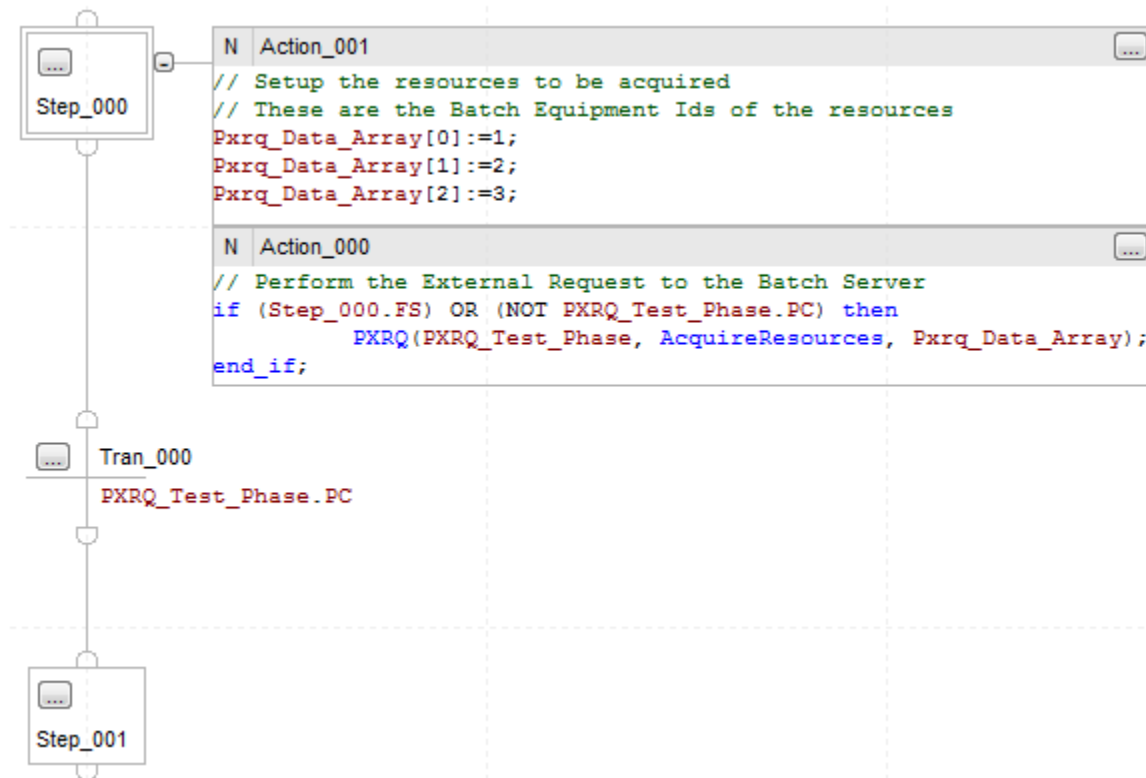 N Action_001
...
...
Step_000
// Setup the resources to be acquired
// These are the Batch Equipment Ids of the resources
Pxrq_Data_Array[0]:=1;
Pxrq_Data_Array[1]:=2;
Pxrq_Data_Array[2]:=3;
N Action_000
...
// Perform the External Request to the Batch Server
if (Step_000.FS) OR (NOT PXRQ_Test_Phase.PC) then
PXRQ(PXRQ_Test_Phase, AcquireResources, Pxrq_Data_Array);
end_if;
...
Tran_000
PXRQ_Test_Phase.PC
...
Step_001